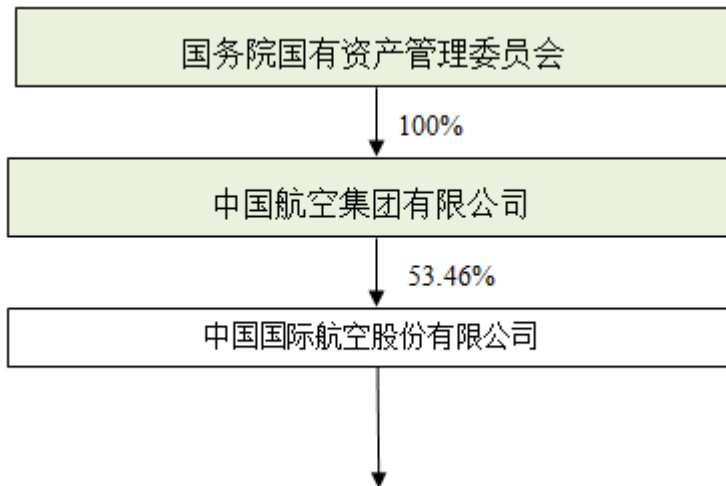 国务院国有资产管理委员会
100%
中国航空集团有限公司
53.46%
中国国际航空股份有限公司